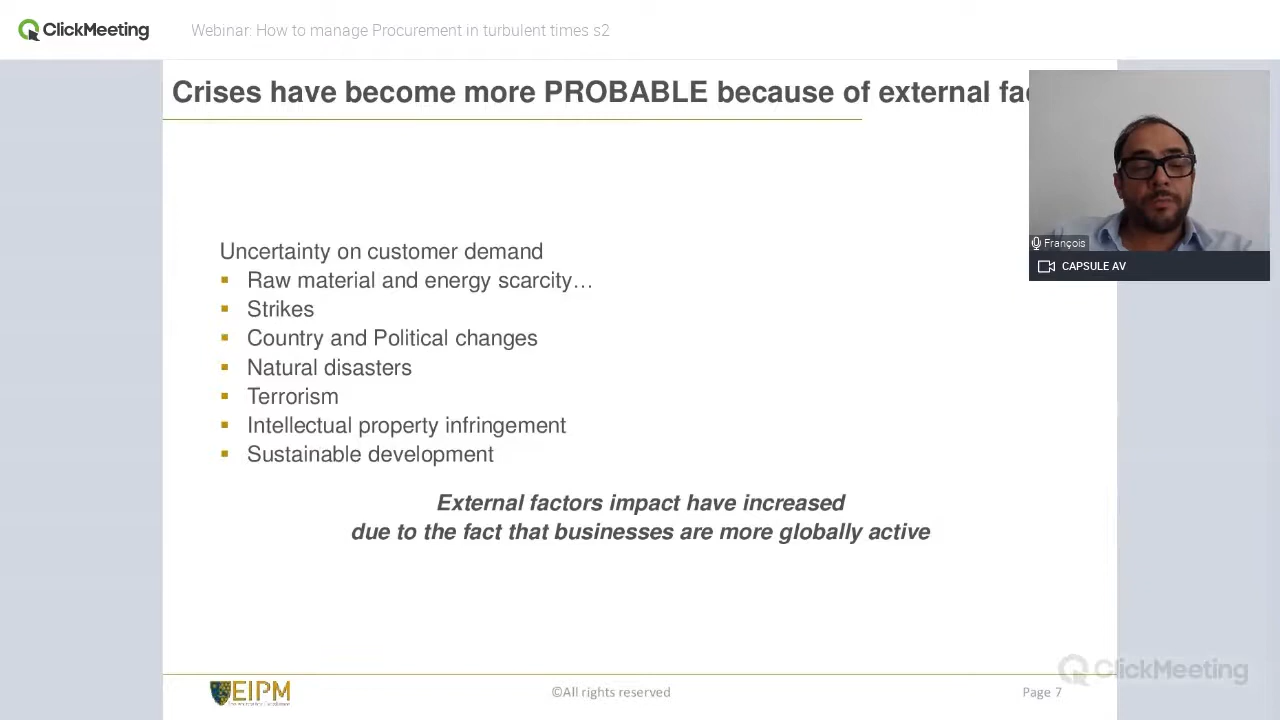 ClickMeeting
Webinar: How to manage Procurement in turbulent times s2
Crises have become more PROBABLE because of external fac
François
CAPSULE AV
Uncertainty on customer demand
▪ Raw material and energy scarcity…
▪ Strikes
▪ Country and Political changes
▪ Natural disasters
▪ Terrorism
▪ Intellectual property infringement
▪ Sustainable development
External factors impact have increased
due to the fact that businesses are more globally active
ClickMeeting
EIPM
©All rights reserved
Page 7